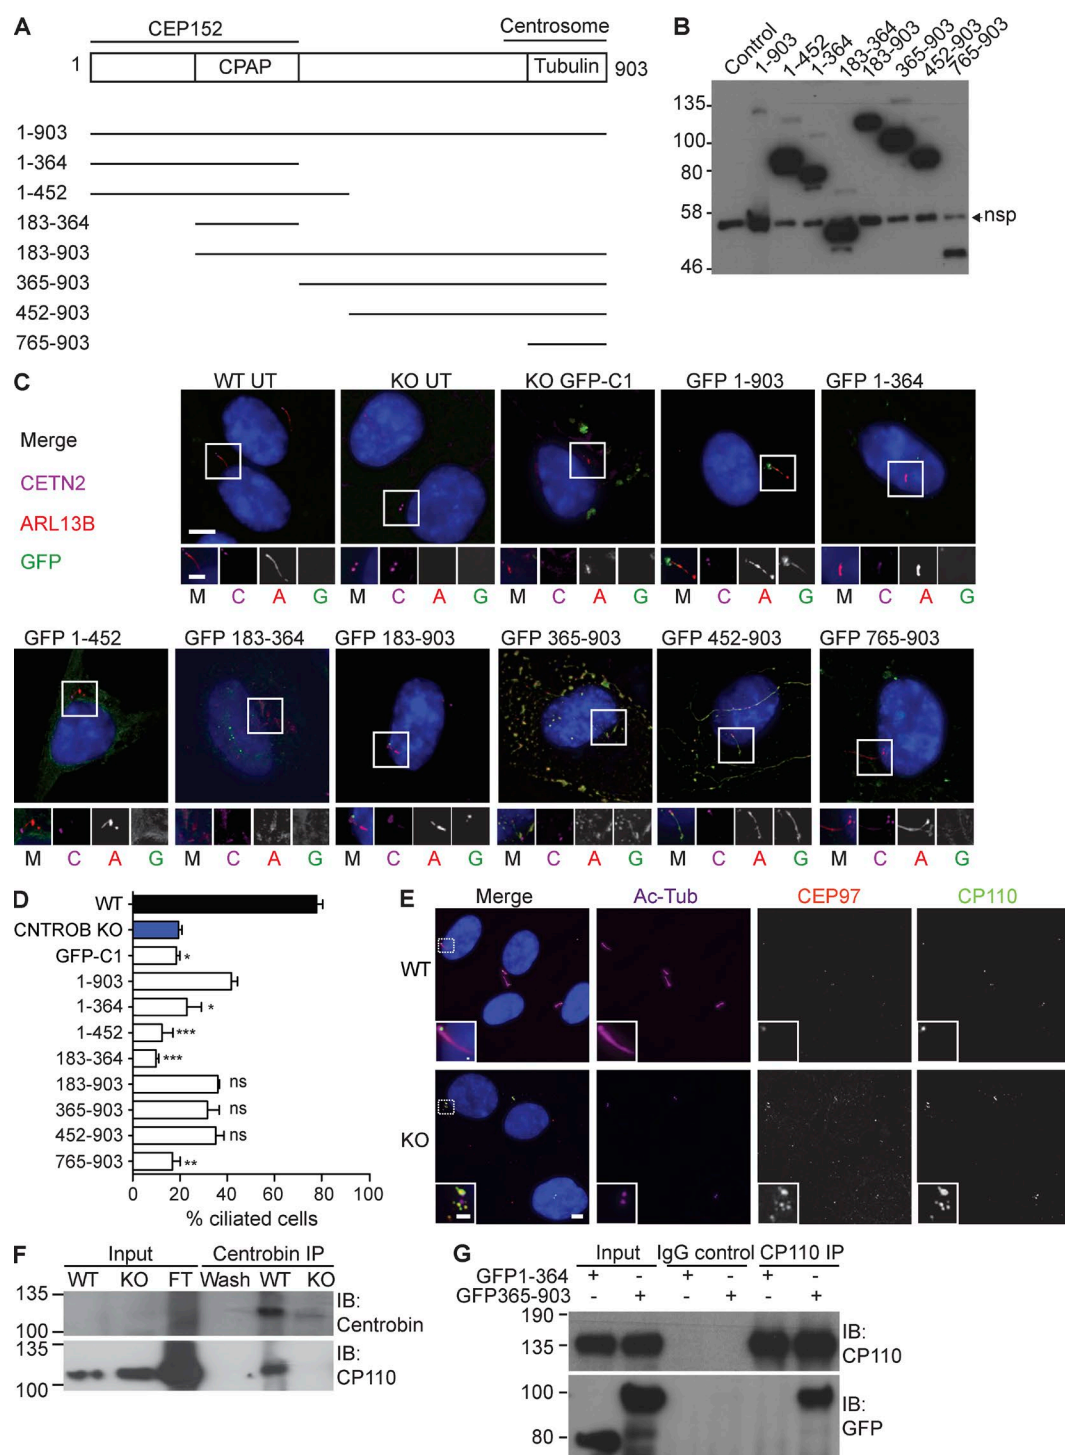 A
CEP152
Centrosome
1
CPAP
Tubulin
903
1-903
1-364
1-452
183-364
183-903
365-903
452-903
765-903
B
Control
1-903
1-452
1-364
183-364
183-903
365-903
452-903
765-903
135
100
80
58
46
nsp
C
WT UT
KO UT
KO GFP-C1
GFP 1-903
GFP 1-364
Merge
CETN2
ARL13B
GFP
M C A G
M C A G
M C A G
M C A G
M C A G
GFP 1-452
GFP 183-364
GFP 183-903
GFP 365-903
GFP 452-903
GFP 765-903
M C A G
M C A G
M C A G
M C A G
M C A G
M C A G
D
WT
CNTROB KO
GFP-C1 *
1-903
1-364 *
1-452 ***
183-364 ***
183-903 ns
365-903 ns
452-903 ns
765-903 **
0 20 40 60 80 100
% ciliated cells
E
Merge
Ac-Tub
CEP97
CP110
WT
KO
F
Input
Centrobin IP
WT KO FT Wash WT KO
135
100
IB:
Centrobin
135
100
IB:
CP110
G
Input
IgG control
CP110 IP
GFP1-364 + - + - + -
GFP365-903 - + - + - +
190
135
IB:
CP110
100
80
IB:
GFP